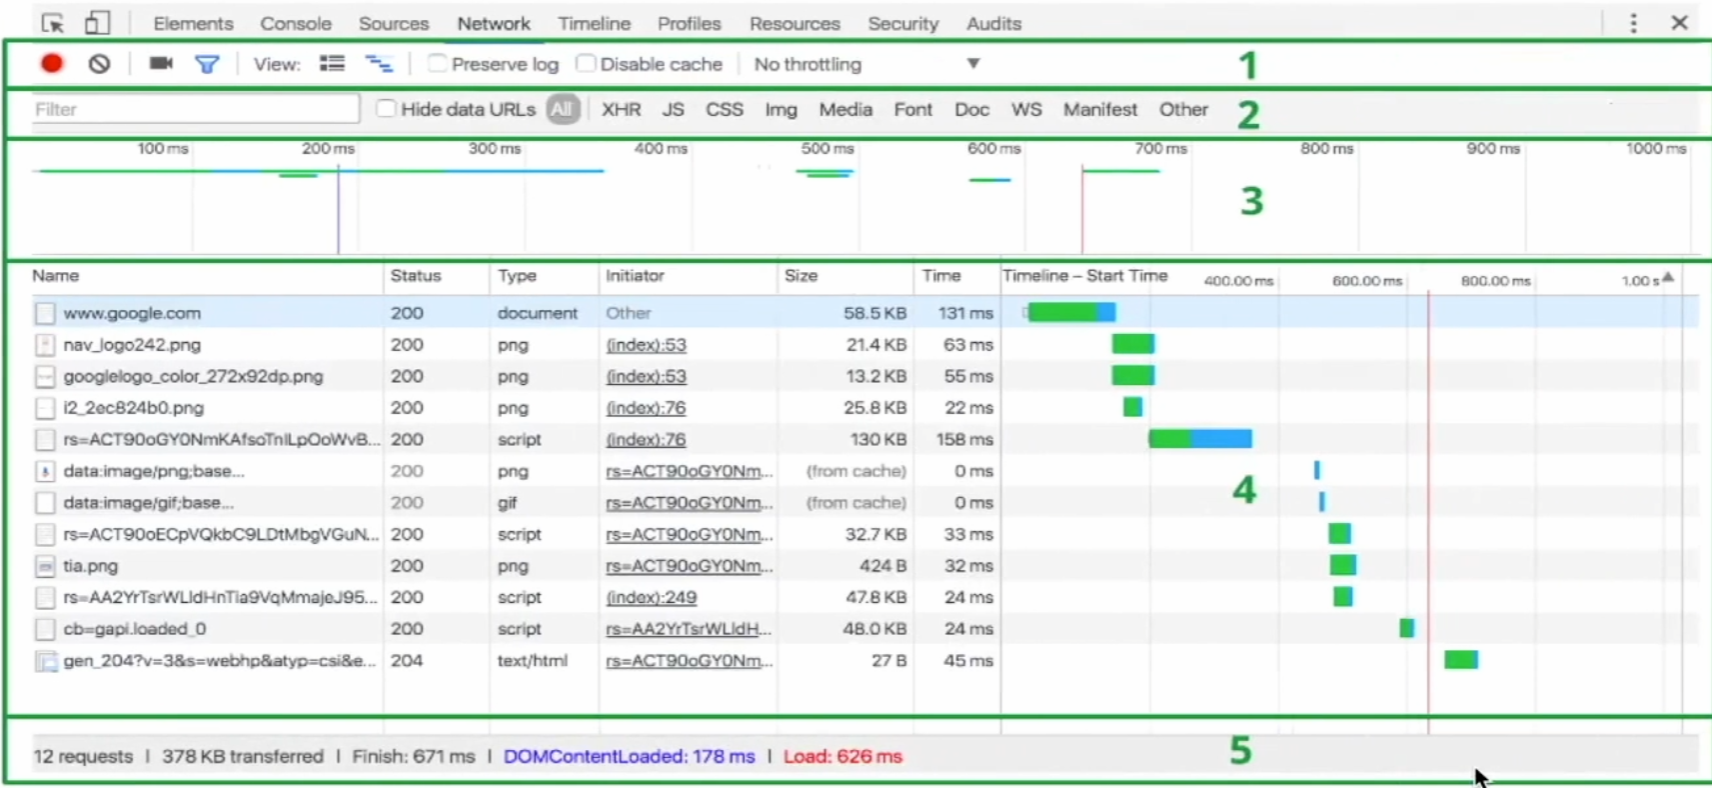 Elements Console Sources Network Timeline Profiles Resources Security Audits
View: Preserve log Disable cache No throttling 1
Filter Hide data URLs All XHR JS CSS Img Media Font Doc WS Manifest Other 2
100 ms 200 ms 300 ms 400 ms 500 ms 600 ms 700 ms 800 ms 900 ms 1000 ms
3
Name Status Type Initiator Size Time Timeline – Start Time 400.00 ms 600.00 ms 800.00 ms 1.00 s
www.google.com 200 document Other 58.5 KB 131 ms
nav_logo242.png 200 png (index):53 21.4 KB 63 ms
googlelogo_color_272x92dp.png 200 png (index):53 13.2 KB 55 ms
i2_2ec824b0.png 200 png (index):76 25.8 KB 22 ms
rs=ACT90oGY0NmKAfsoTnlLpOoWvB... 200 script (index):76 130 KB 158 ms
data:image/png;base... 200 png rs=ACT90oGY0Nm... (from cache) 0 ms
4
data:image/gif;base... 200 gif rs=ACT90oGY0Nm... (from cache) 0 ms
rs=ACT90oECpVQkbC9LDtMbgVGuN... 200 script rs=ACT90oGY0Nm... 32.7 KB 33 ms
tia.png 200 png rs=ACT90oGY0Nm... 424 B 32 ms
rs=AA2YrTsrWLldHnTia9VqMmajeJ95... 200 script (index):249 47.8 KB 24 ms
cb=gapi.loaded_0 200 script rs=AA2YrTsrWLldH... 48.0 KB 24 ms
gen_204?v=3&s=webhp&atyp=csi&e... 204 text/html rs=ACT90oGY0Nm... 27 B 45 ms
12 requests | 378 KB transferred | Finish: 671 ms | DOMContentLoaded: 178 ms | Load: 626 ms 5